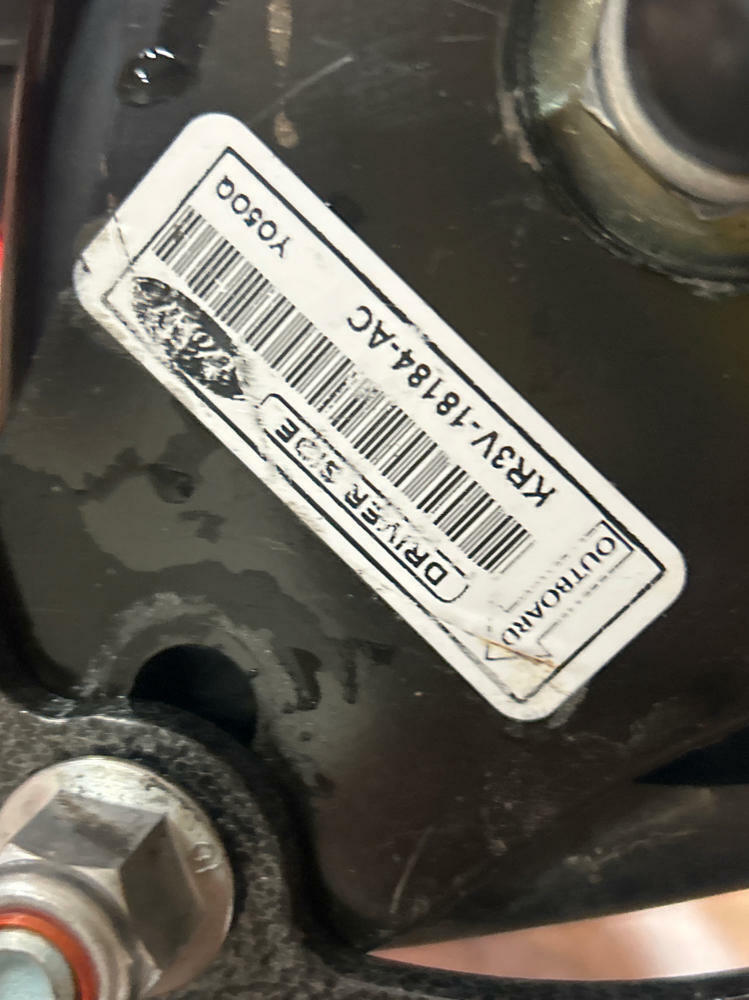 OUTBOARD
KR3V-18184-AC
Y050Q
DRIVER SIDE